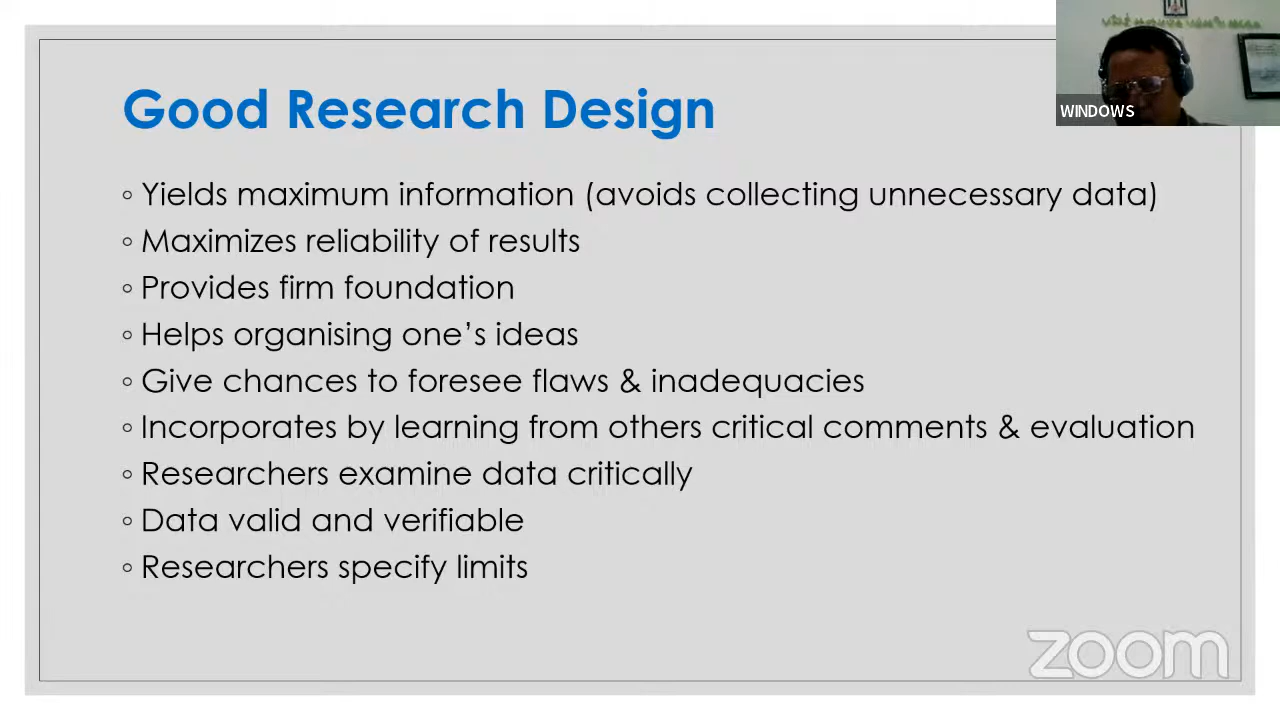 Good Research Design
WINDOWS
◦ Yields maximum information (avoids collecting unnecessary data)
◦ Maximizes reliability of results
◦ Provides firm foundation
◦ Helps organising one’s ideas
◦ Give chances to foresee flaws & inadequacies
◦ Incorporates by learning from others critical comments & evaluation
◦ Researchers examine data critically
◦ Data valid and verifiable
◦ Researchers specify limits
zoom